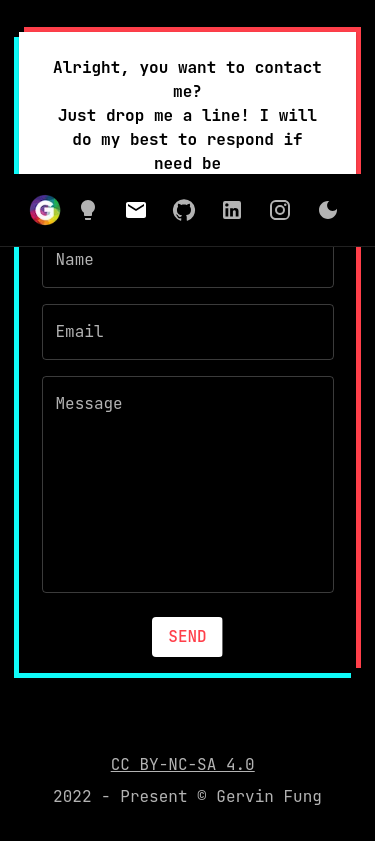 Alright, you want to contact
me?
Just drop me a line! I will
do my best to respond if
need be
G
Name
Email
Message
SEND
CC BY-NC-SA 4.0
2022 - Present © Gervin Fung